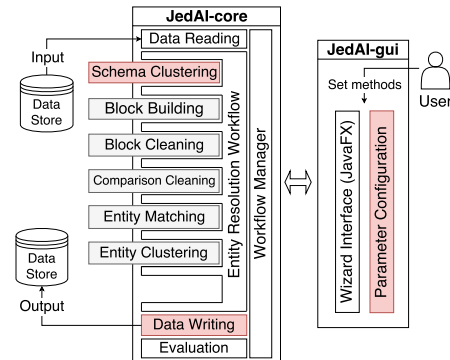 JedAI-core
Input
Data Reading
Schema Clustering
Data
Store
Block Building
Block Cleaning
Comparison Cleaning
Entity Matching
Entity Clustering
Data
Store
Output
Data Writing
Evaluation
Entity Resolution Workflow
Workflow Manager
JedAI-gui
Set methods
User
Wizard Interface (JavaFX)
Parameter Configuration